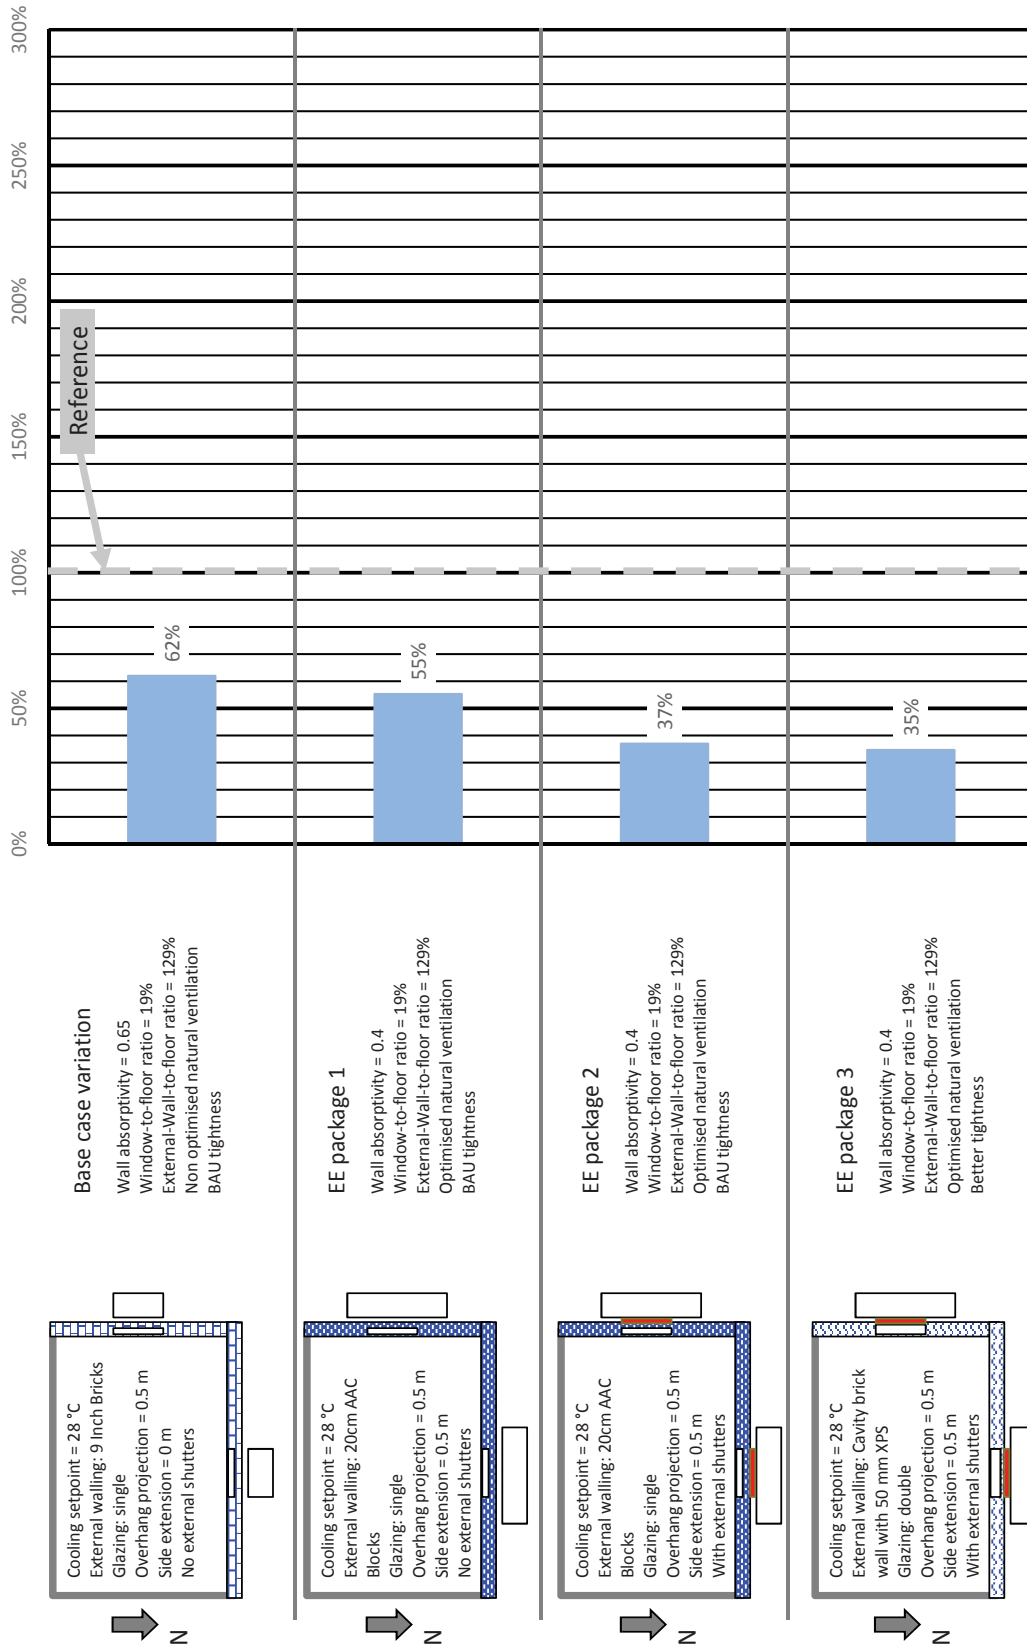 0%
50%
100%
150%
200%
250%
300%
Reference
Cooling setpoint = 28 °C
External walling: 9 Inch Bricks
Glazing: single
Overhang projection = 0.5 m
Side extension = 0 m
No external shutters
N
Base case variation
Wall absorptivity = 0.65
Window-to-floor ratio = 19%
External-Wall-to-floor ratio = 129%
Non optimised natural ventilation
BAU tightness
62%
Cooling setpoint = 28 °C
External walling: 20cm AAC
Blocks
Glazing: single
Overhang projection = 0.5 m
Side extension = 0.5 m
No external shutters
N
EE package 1
Wall absorptivity = 0.4
Window-to-floor ratio = 19%
External-Wall-to-floor ratio = 129%
Optimised natural ventilation
BAU tightness
55%
Cooling setpoint = 28 °C
External walling: 20cm AAC
Blocks
Glazing: single
Overhang projection = 0.5 m
Side extension = 0.5 m
With external shutters
N
EE package 2
Wall absorptivity = 0.4
Window-to-floor ratio = 19%
External-Wall-to-floor ratio = 129%
Optimised natural ventilation
BAU tightness
37%
Cooling setpoint = 28 °C
External walling: Cavity brick
wall with 50 mm XPS
Glazing: double
Overhang projection = 0.5 m
Side extension = 0.5 m
With external shutters
N
EE package 3
Wall absorptivity = 0.4
Window-to-floor ratio = 19%
External-Wall-to-floor ratio = 129%
Optimised natural ventilation
Better tightness
35%